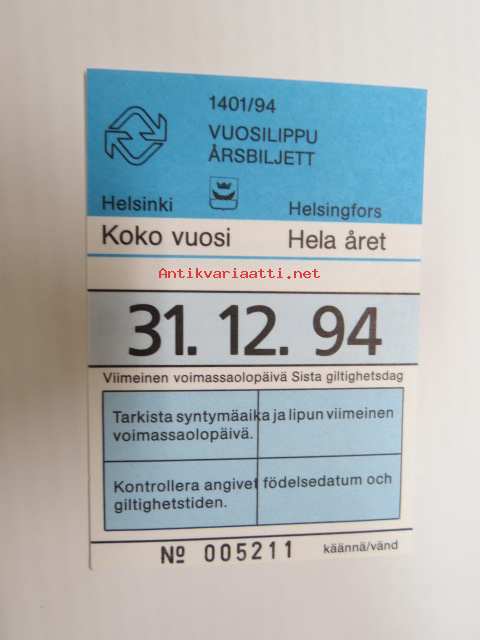 1401/94
VUOSILIPPU
ÅRSBILJETT
Helsinki Helsingfors
Koko vuosi Hela året
Antikvariaatti.net
31. 12. 94
Viimeinen voimassaolopäivä Sista giltighetsdag
Tarkista syntymäaika ja lipun viimeinen
voimassaolopäivä.
Kontrollera angivet födelsedatum och
giltighetstiden.
№ 005211 käännä/vänd